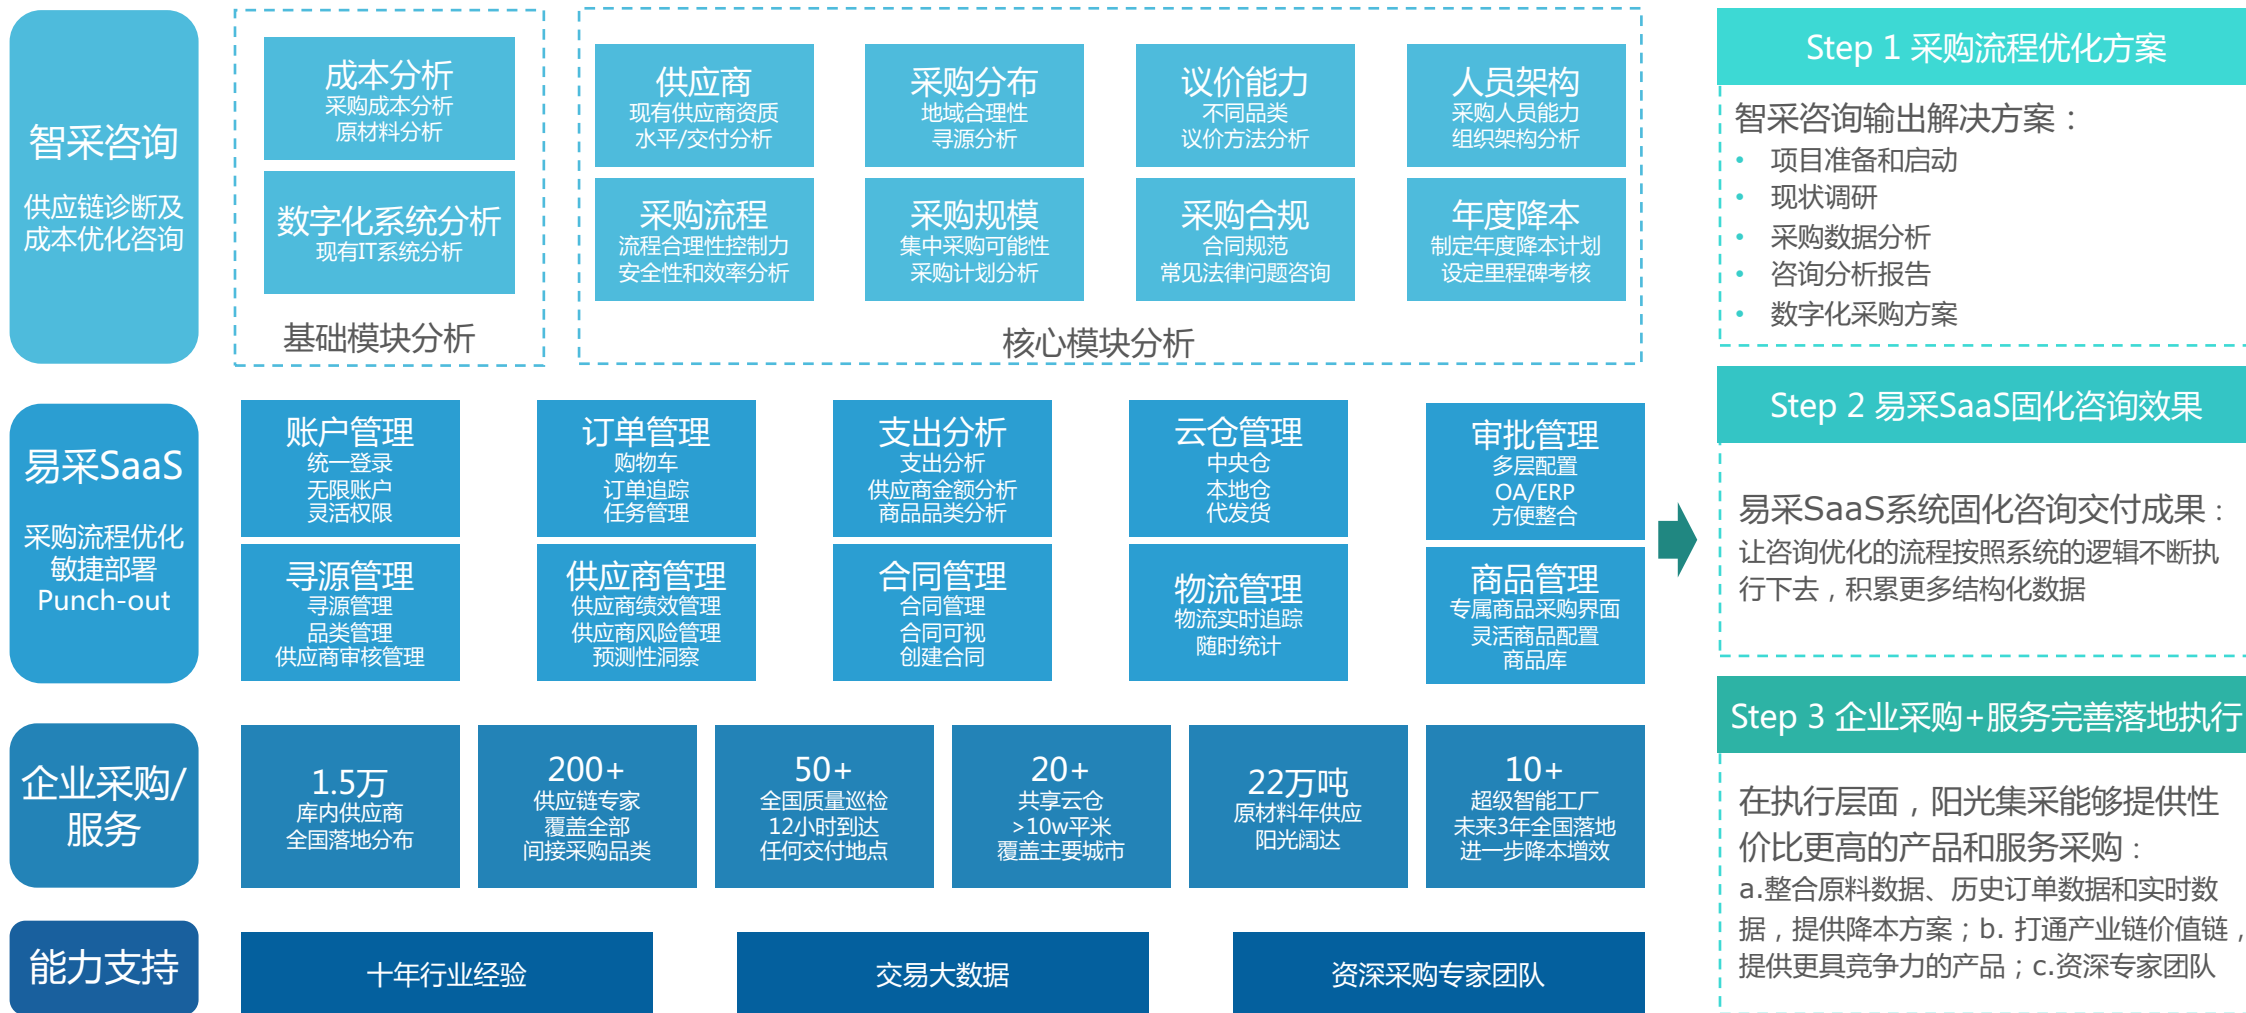 智采咨询
供应链诊断及
成本优化咨询
成本分析
采购成本分析
原材料分析
数字化系统分析
现有IT系统分析
基础模块分析
供应商
现有供应商资质
水平/交付分析
采购分布
地域合理性
寻源分析
议价能力
不同品类
议价方法分析
人员架构
采购人员能力
组织架构分析
采购流程
流程合理性控制力
安全性和效率分析
采购规模
集中采购可能性
采购计划分析
采购合规
合同规范
常见法律问题咨询
年度降本
制定年度降本计划
设定里程碑考核
核心模块分析
易采SaaS
采购流程优化
敏捷部署
Punch-out
账户管理
统一登录
无限账户
灵活权限
订单管理
购物车
订单追踪
任务管理
支出分析
支出分析
供应商金额分析
商品品类分析
云仓管理
中央仓
本地仓
代发货
审批管理
多层配置
OA/ERP
方便整合
寻源管理
寻源管理
品类管理
供应商审核管理
供应商管理
供应商绩效管理
供应商风险管理
预测性洞察
合同管理
合同管理
合同可视
创建合同
物流管理
物流实时追踪
随时统计
商品管理
专属商品采购界面
灵活商品配置
商品库
企业采购/
服务
1.5万
库内供应商
全国落地分布
200+
供应链专家
覆盖全部
间接采购品类
50+
全国质量巡检
12小时到达
任何交付地点
20+
共享云仓
>10w平米
覆盖主要城市
22万吨
原材料年供应
阳光阔达
10+
超级智能工厂
未来3年全国落地
进一步降本增效
能力支持
十年行业经验
交易大数据
资深采购专家团队
Step 1 采购流程优化方案
智采咨询输出解决方案：
• 项目准备和启动
• 现状调研
• 采购数据分析
• 咨询分析报告
• 数字化采购方案
Step 2 易采SaaS固化咨询效果
易采SaaS系统固化咨询交付成果：
让咨询优化的流程按照系统的逻辑不断执
行下去，积累更多结构化数据
Step 3 企业采购+服务完善落地执行
在执行层面，阳光集采能够提供性
价比更高的产品和服务采购：
a.整合原料数据、历史订单数据和实时数
据，提供降本方案；b. 打通产业链价值链，
提供更具竞争力的产品；c.资深专家团队